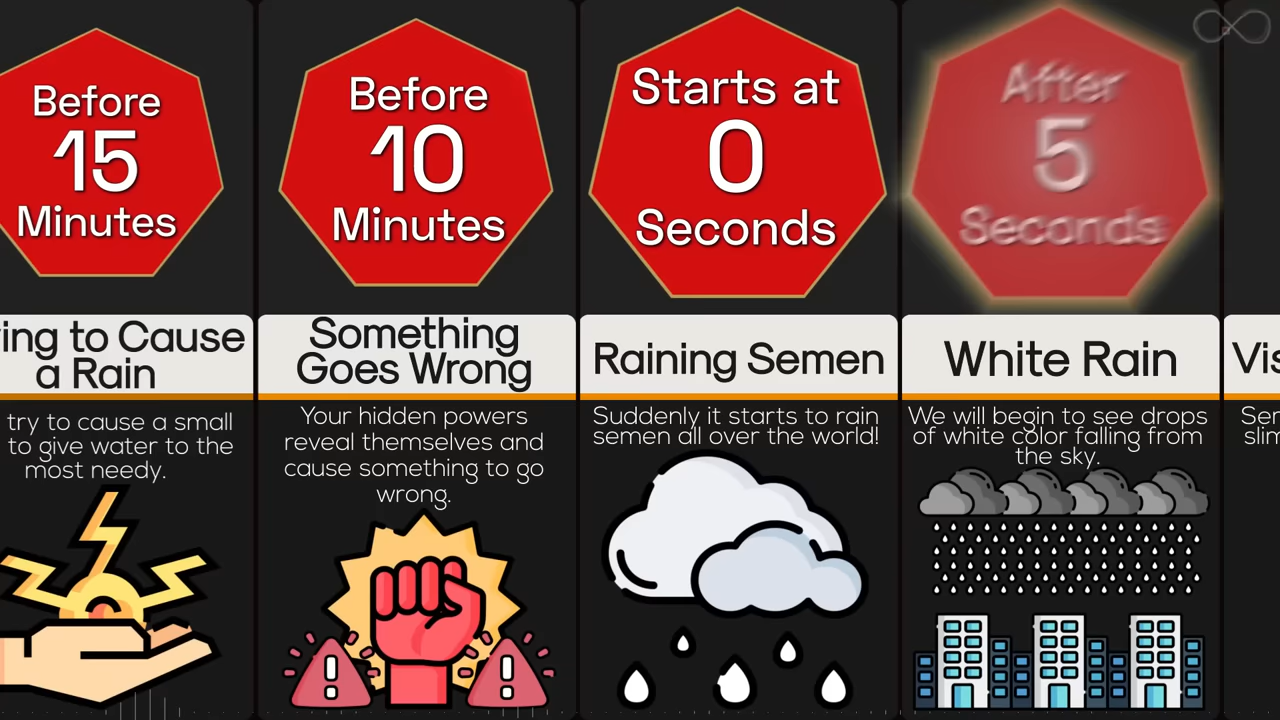 Before
15
Minutes
ing to Cause
a Rain
try to cause a small
to give water to the
most needy.
Before
10
Minutes
Something
Goes Wrong
Your hidden powers
reveal themselves and
cause something to go
wrong.
Starts at
0
Seconds
Raining Semen
Suddenly it starts to rain
semen all over the world!
After
5
Seconds
White Rain
We will begin to see drops
of white color falling from
the sky.
Vis
Se
slim